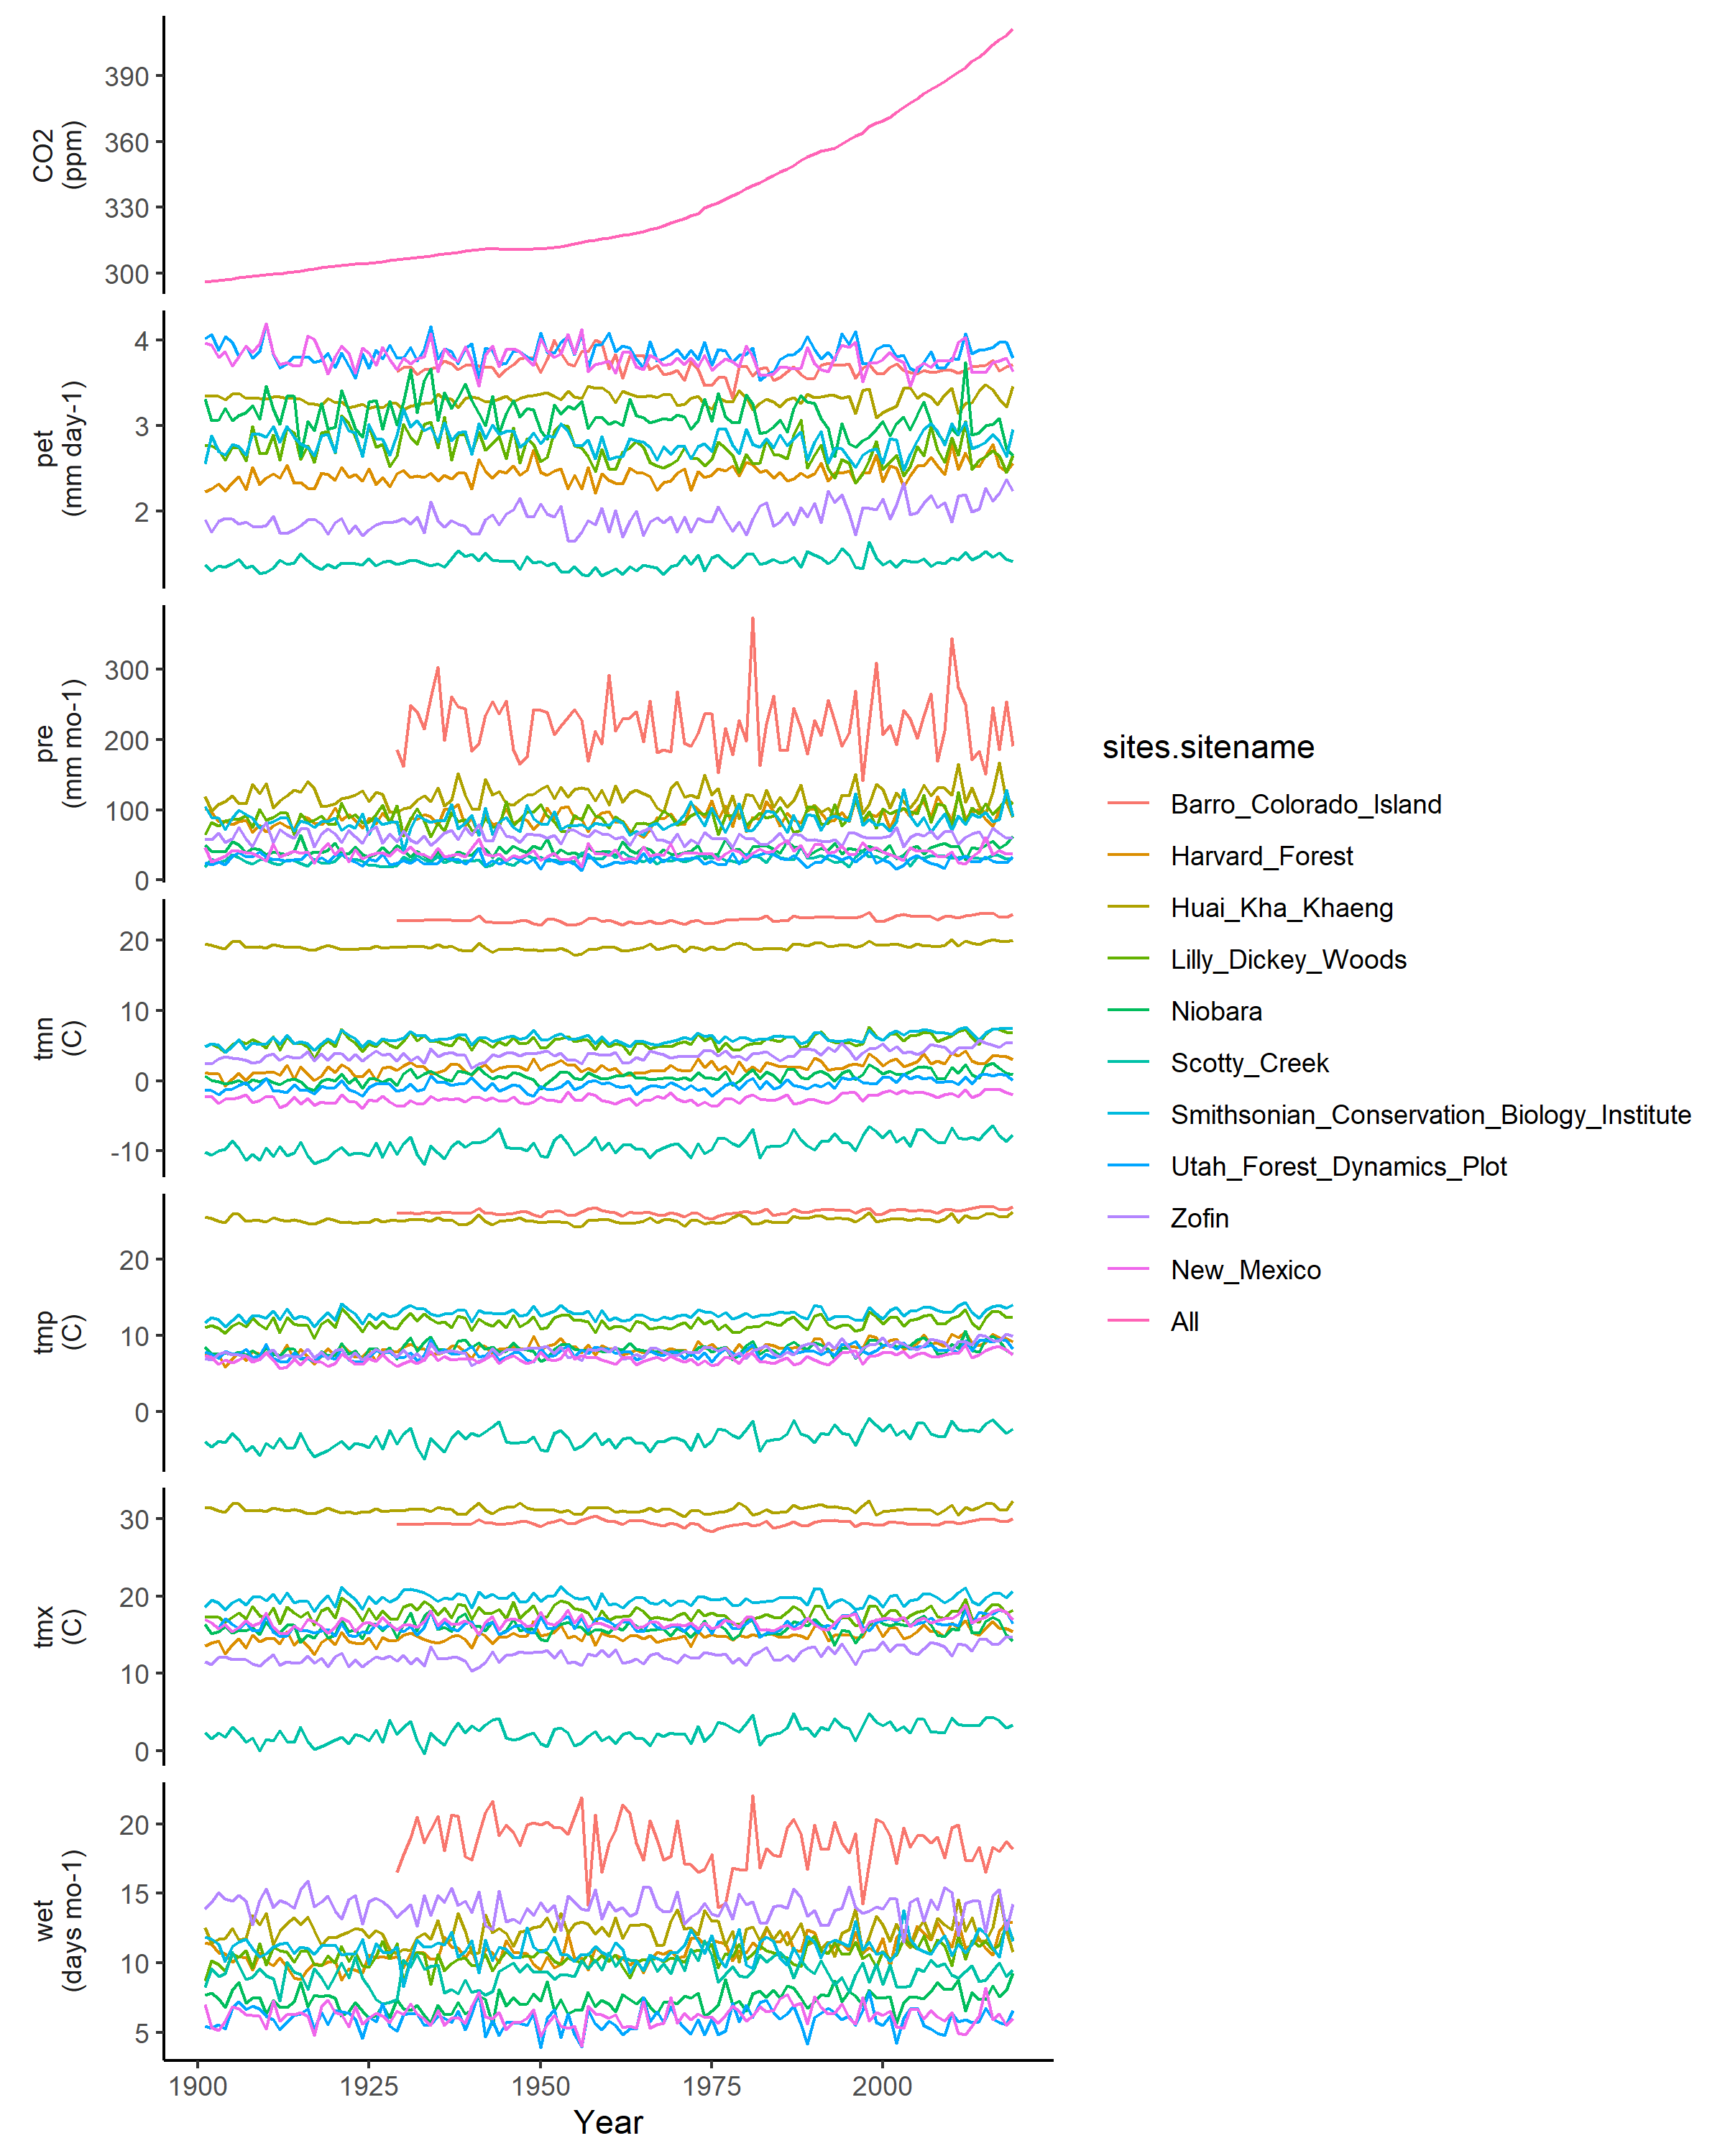 CO2
(ppm)
390
360
330
300
pet
(mm day-1)
4
3
2
pre
(mm mo-1)
300
200
100
0
tmn
(C)
20
10
0
-10
tmp
(C)
20
10
0
tmx
(C)
30
20
10
0
wet
(days mo-1)
20
15
10
5
1900 1925 1950 1975 2000
Year
sites.sitename
Barro_Colorado_Island
Harvard_Forest
Huai_Kha_Khaeng
Lilly_Dickey_Woods
Niobara
Scotty_Creek
Smithsonian_Conservation_Biology_Institute
Utah_Forest_Dynamics_Plot
Zofin
New_Mexico
All